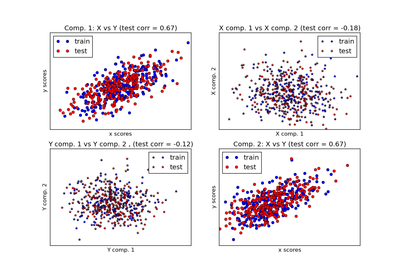 Comp. 1: X vs Y (test corr = 0.67)
train
test
y scores
x scores
X comp. 1 vs X comp. 2 (test corr = -0.18)
train
test
X comp. 2
X comp. 1
Y comp. 1 vs Y comp. 2 , (test corr = -0.12)
train
test
Y comp. 2
Y comp. 1
Comp. 2: X vs Y (test corr = 0.67)
train
test
y scores
x scores